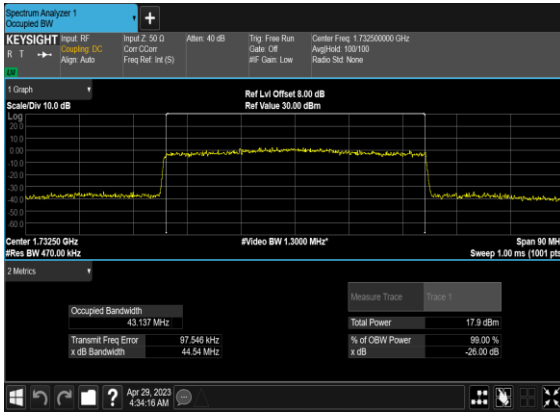 Spectrum Analyzer 1
Occupied BW
KEYSIGHT
R T
LW
Input: RF
Coupling: DC
Align: Auto
Input Z: 50 Ω
Corr CCorr
Freq Ref: Int (S)
Atten: 40 dB
Trig: Free Run
Gate: Off
#IF Gain: Low
Center Freq: 1.732500000 GHz
Avg|Hold: 100/100
Radio Std: None
1 Graph
Scale/Div 10.0 dB
Ref Lvl Offset 8.00 dB
Ref Value 30.00 dBm
Log
20.0
10.0
0.00
-10.0
-20.0
-30.0
-40.0
-50.0
-60.0
Center 1.73250 GHz
#Res BW 470.00 kHz
#Video BW 1.3000 MHz*
Span 90 MH
Sweep 1.00 ms (1001 pts
2 Metrics
Measure Trace
Trace 1
Occupied Bandwidth
43.137 MHz
Total Power
17.9 dBm
Transmit Freq Error
97.546 kHz
% of OBW Power
99.00 %
x dB Bandwidth
44.54 MHz
x dB
-26.00 dB
?
Apr 29, 2023
4:34:16 AM